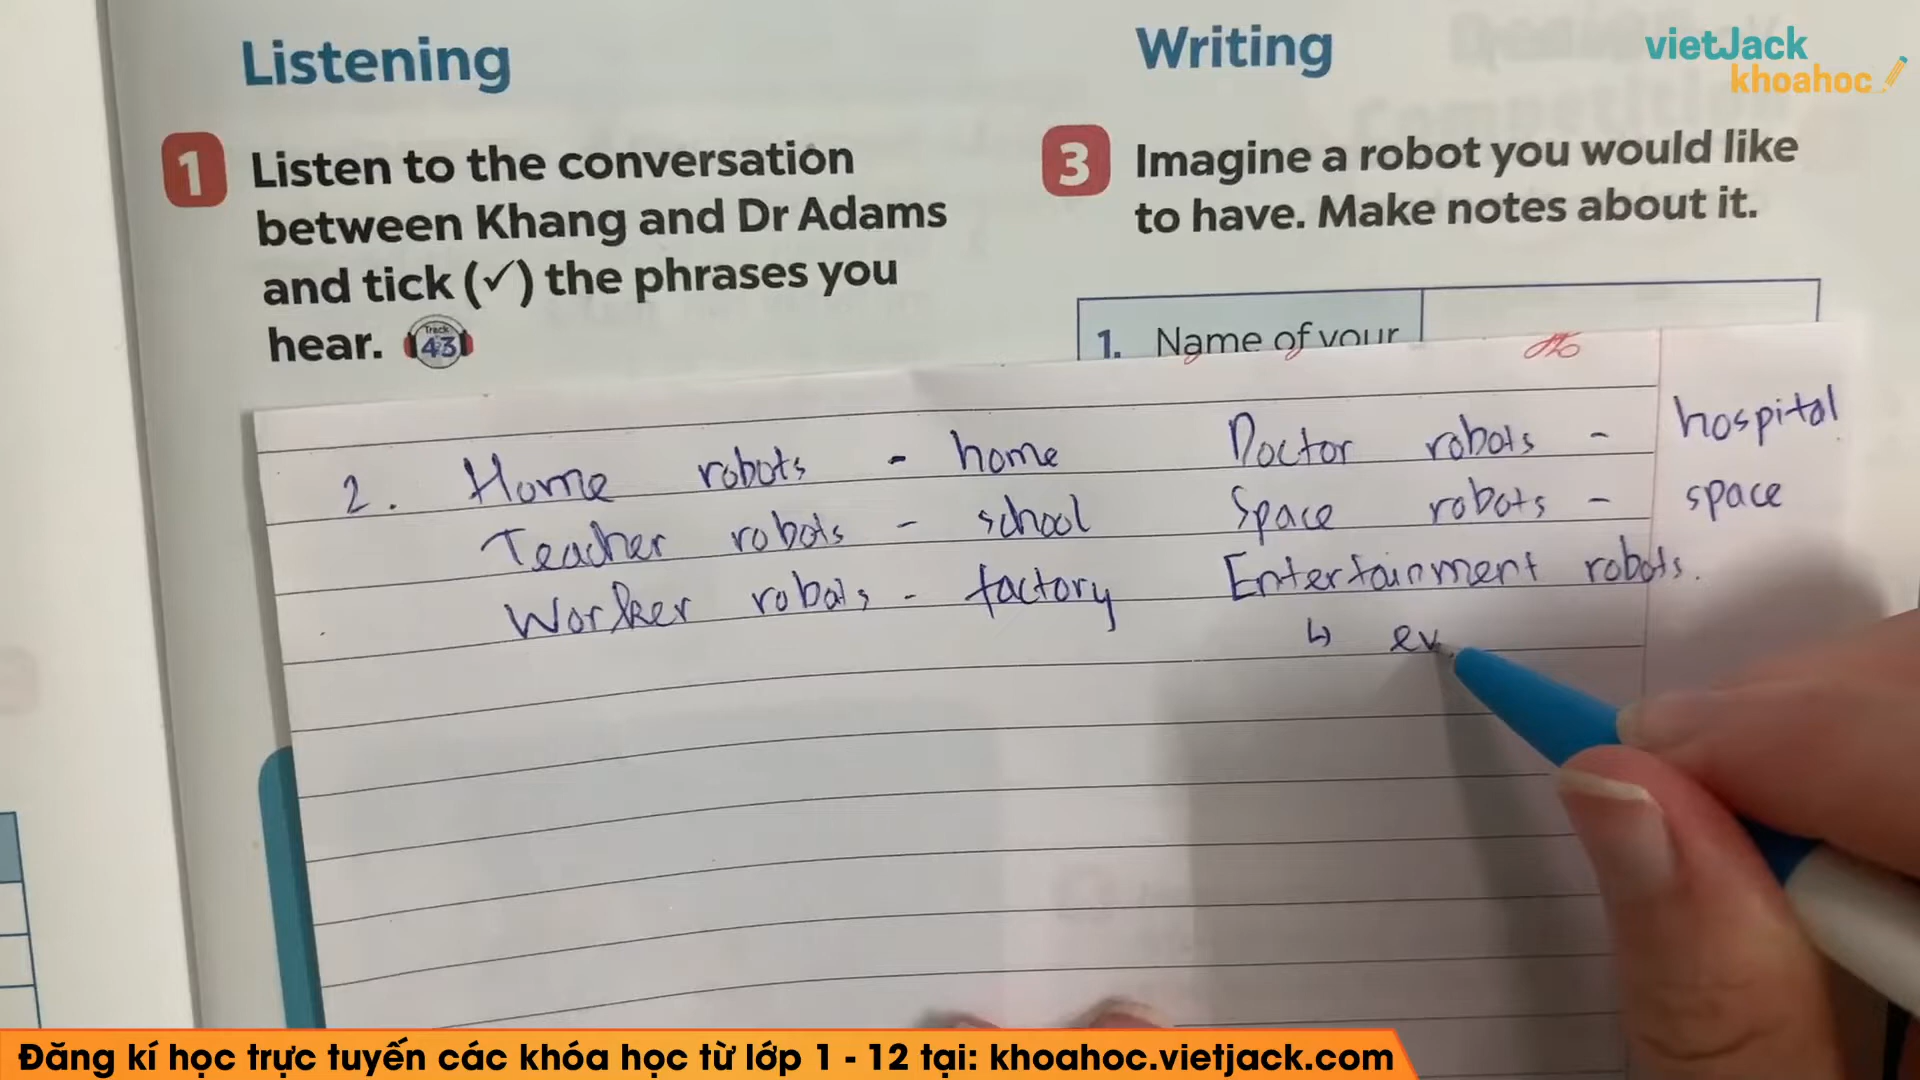 Listening
1 Listen to the conversation
between Khang and Dr Adams
and tick (✓) the phrases you
hear. Track 43
Writing
vietJack
khoahoc
3 Imagine a robot you would like
to have. Make notes about it.
1. Name of your
2. Home robots - home
Teacher robots - school
Worker robots - factory
Doctor robots - hospital
Space robots - space
Entertainment robots.
↳ ev
Đăng kí học trực tuyến các khóa học từ lớp 1 - 12 tại: khoahoc.vietjack.com